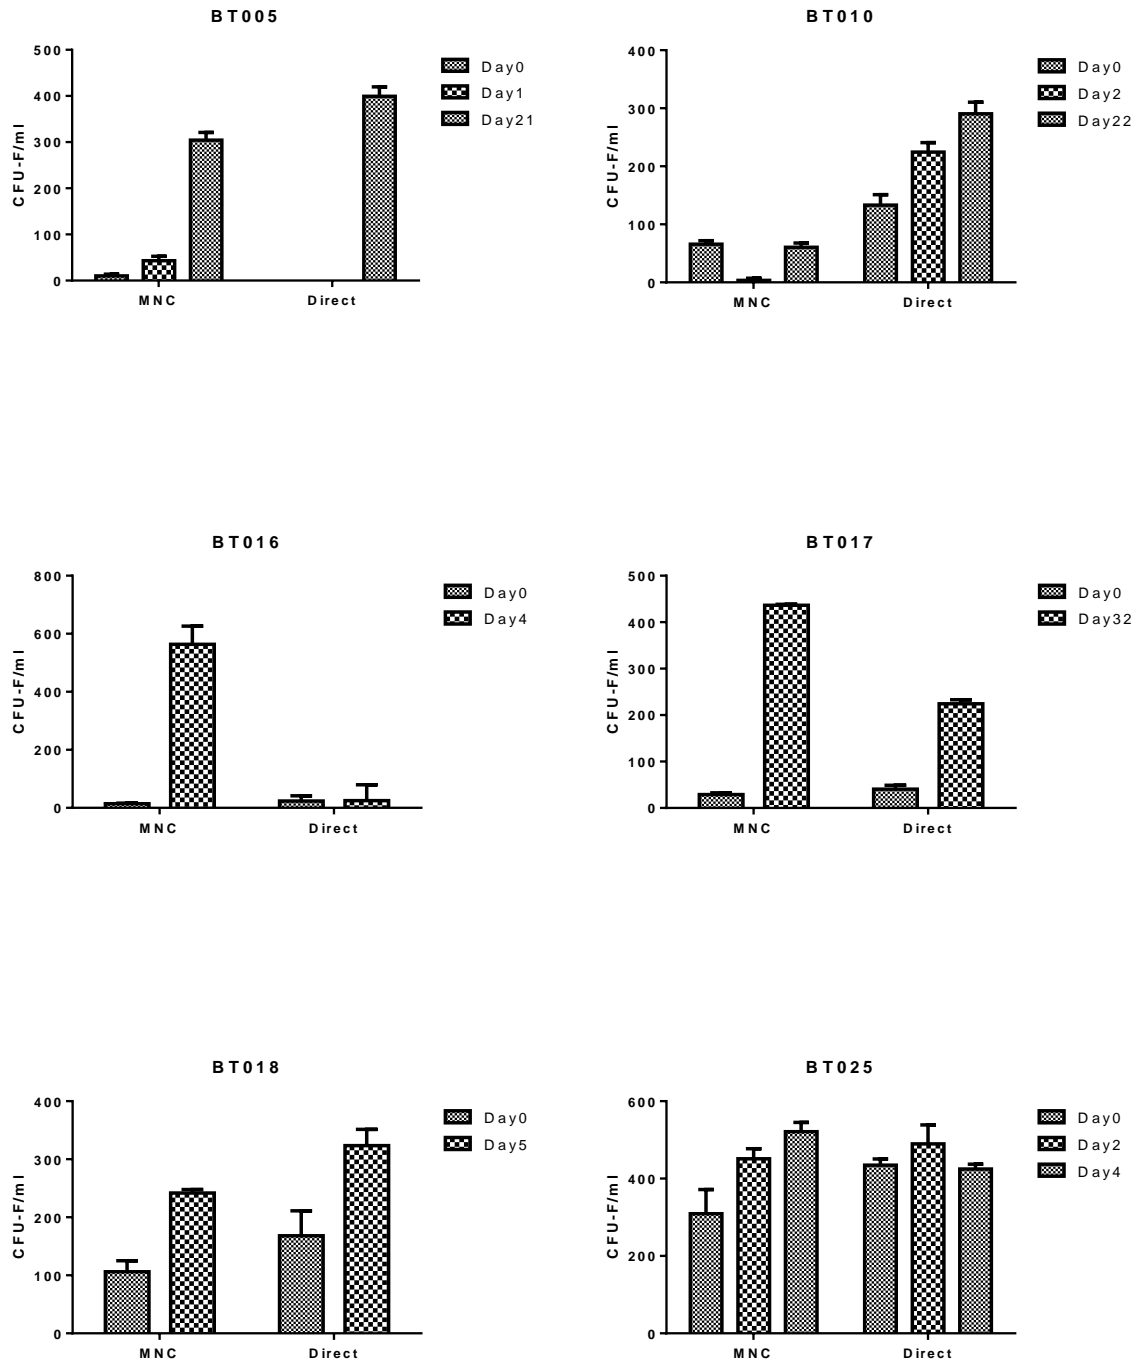 BT005
500
400
300
200
100
0
CFU-F/ml
MNC
Direct
Day0
Day1
Day21
BT010
400
300
200
100
0
CFU-F/ml
MNC
Direct
Day0
Day2
Day22
BT016
800
600
400
200
0
CFU-F/ml
MNC
Direct
Day0
Day4
BT017
500
400
300
200
100
0
CFU-F/ml
MNC
Direct
Day0
Day32
BT018
400
300
200
100
0
CFU-F/ml
MNC
Direct
Day0
Day5
BT025
600
400
200
0
CFU-F/ml
MNC
Direct
Day0
Day2
Day4